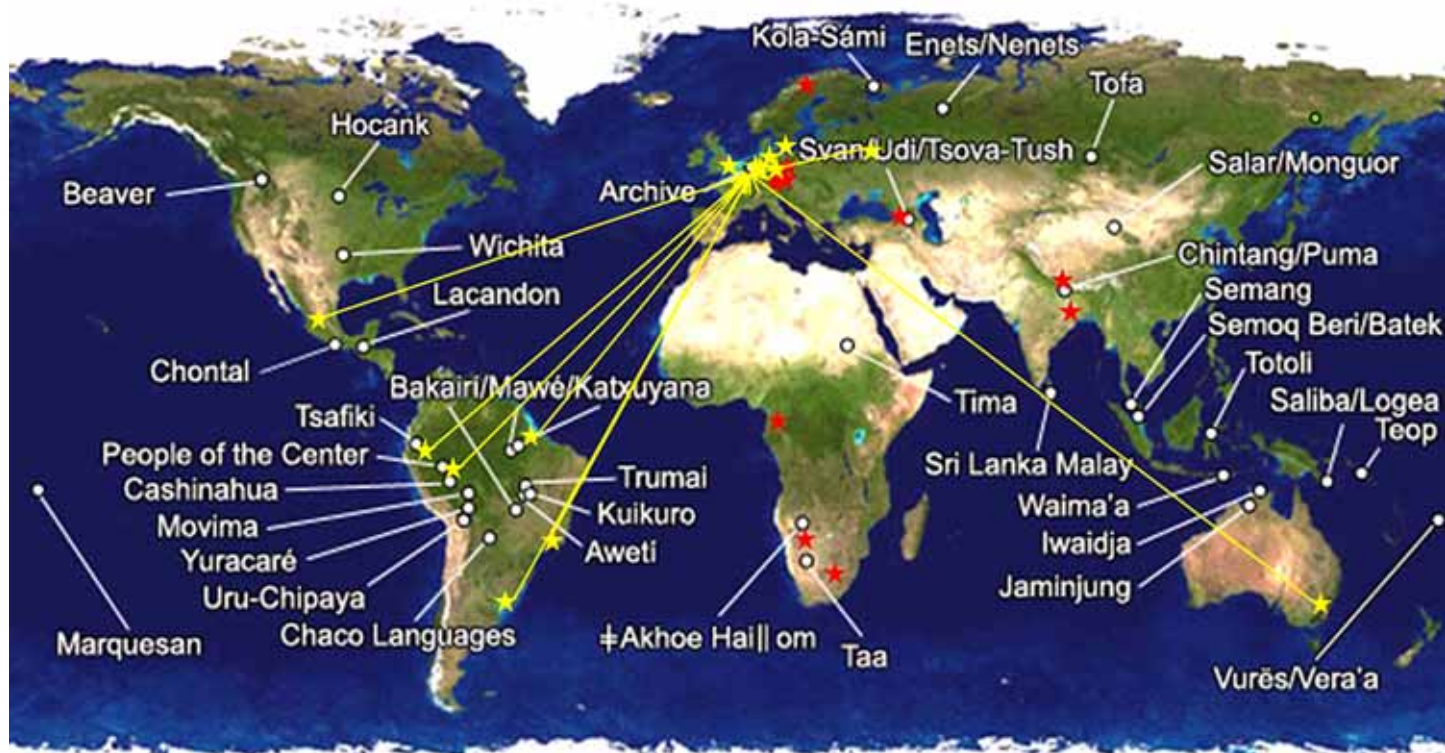 Kola-Sámi
Enets/Nenets
Tofa
Hocank
Svan/Udi/Tsova-Tush
Salar/Monguor
Beaver
Archive
Wichita
Chintang/Puma
Semang
Lacandon
Semoq Beri/Batek
Totoli
Chontal
Bakairí/Mawé/Katxuyana
Tima
Saliba/Logea
Tsafiki
Teop
People of the Center
Sri Lanka Malay
Trumai
Cashinahua
Waima'a
Kuikuro
Movima
Iwaidja
Aweti
Yuracaré
Jaminjung
Uru-Chipaya
Chaco Languages
ǂAkhoe Haiǁom
Marquesan
Taa
Vurës/Vera'a